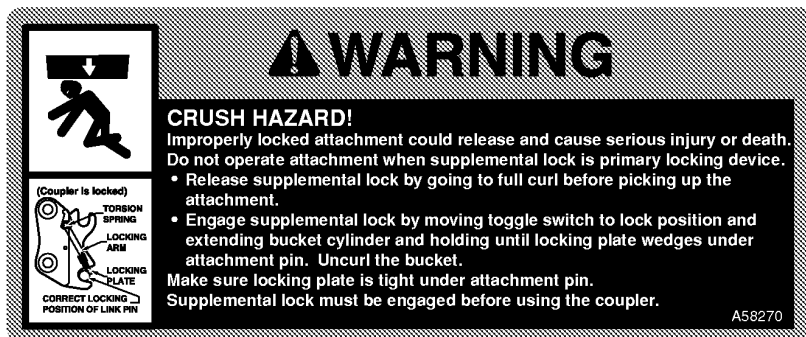 WARNING
CRUSH HAZARD!
Improperly locked attachment could release and cause serious injury or death.
Do not operate attachment when supplemental lock is primary locking device.
• Release supplemental lock by going to full curl before picking up the
attachment.
• Engage supplemental lock by moving toggle switch to lock position and
extending bucket cylinder and holding until locking plate wedges under
attachment pin. Uncurl the bucket.
Make sure locking plate is tight under attachment pin.
Supplemental lock must be engaged before using the coupler.
A58270
(Coupler is locked)
TORSION
SPRING
LOCKING
ARM
LOCKING
PLATE
CORRECT LOCKING
POSITION OF LINK PIN